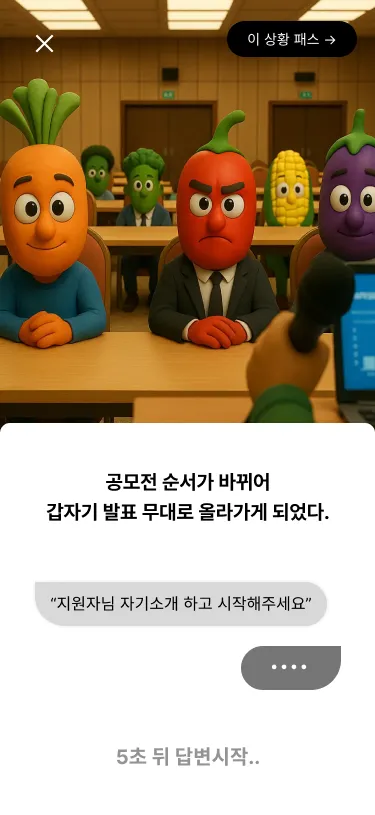 이 상황 패스 →
공모전 순서가 바뀌어
갑자기 발표 무대로 올라가게 되었다.
“지원자님 자기소개 하고 시작해주세요”
••••
5초 뒤 답변시작..